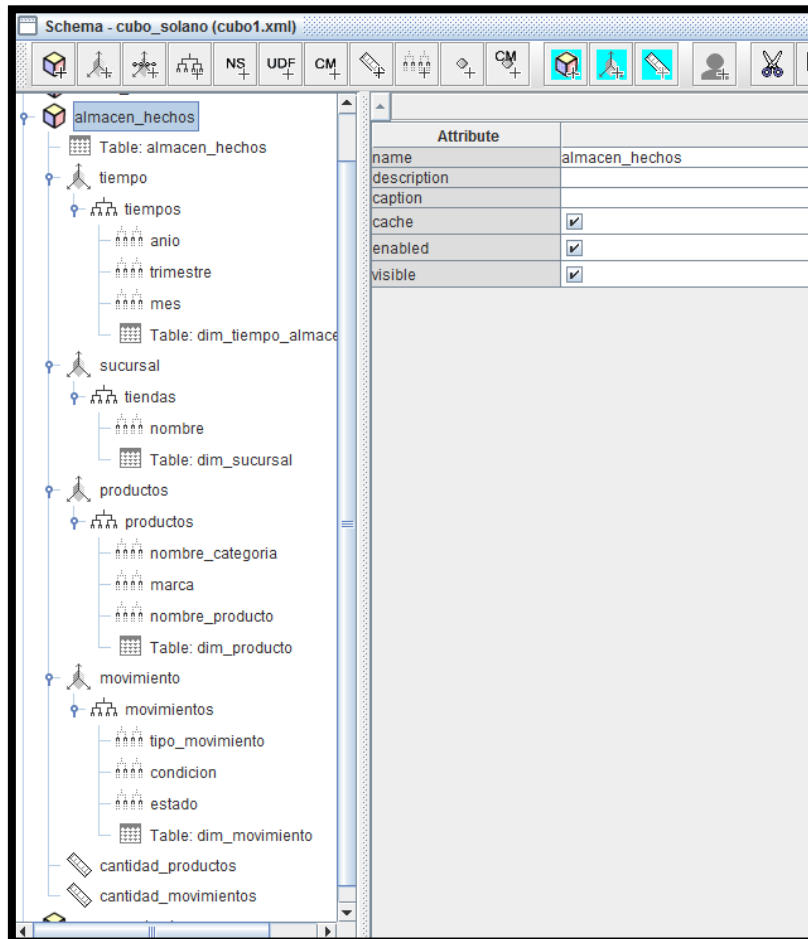 Schema - cubo_solano (cubo1.xml)
NS UDF CM CM
almacen_hechos
Table: almacen_hechos
tiempo
tiempos
anio
trimestre
mes
Table: dim_tiempo_almace
sucursal
tiendas
nombre
Table: dim_sucursal
productos
productos
nombre_categoria
marca
nombre_producto
Table: dim_producto
movimiento
movimientos
tipo_movimiento
condicion
estado
Table: dim_movimiento
cantidad_productos
cantidad_movimientos
Attribute
name almacen_hechos
description
caption
cache
enabled
visible